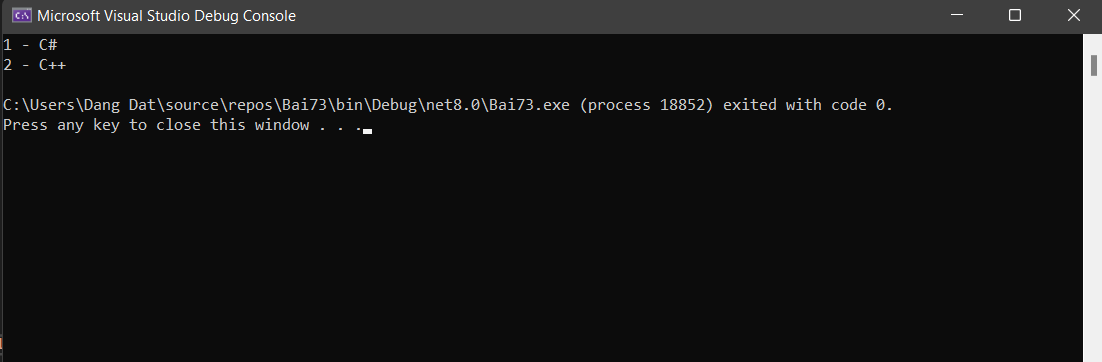 Microsoft Visual Studio Debug Console
1 - C#
2 - C++
C:\Users\Dang Dat\source\repos\Bai73\bin\Debug\net8.0\Bai73.exe (process 18852) exited with code 0.
Press any key to close this window . . .